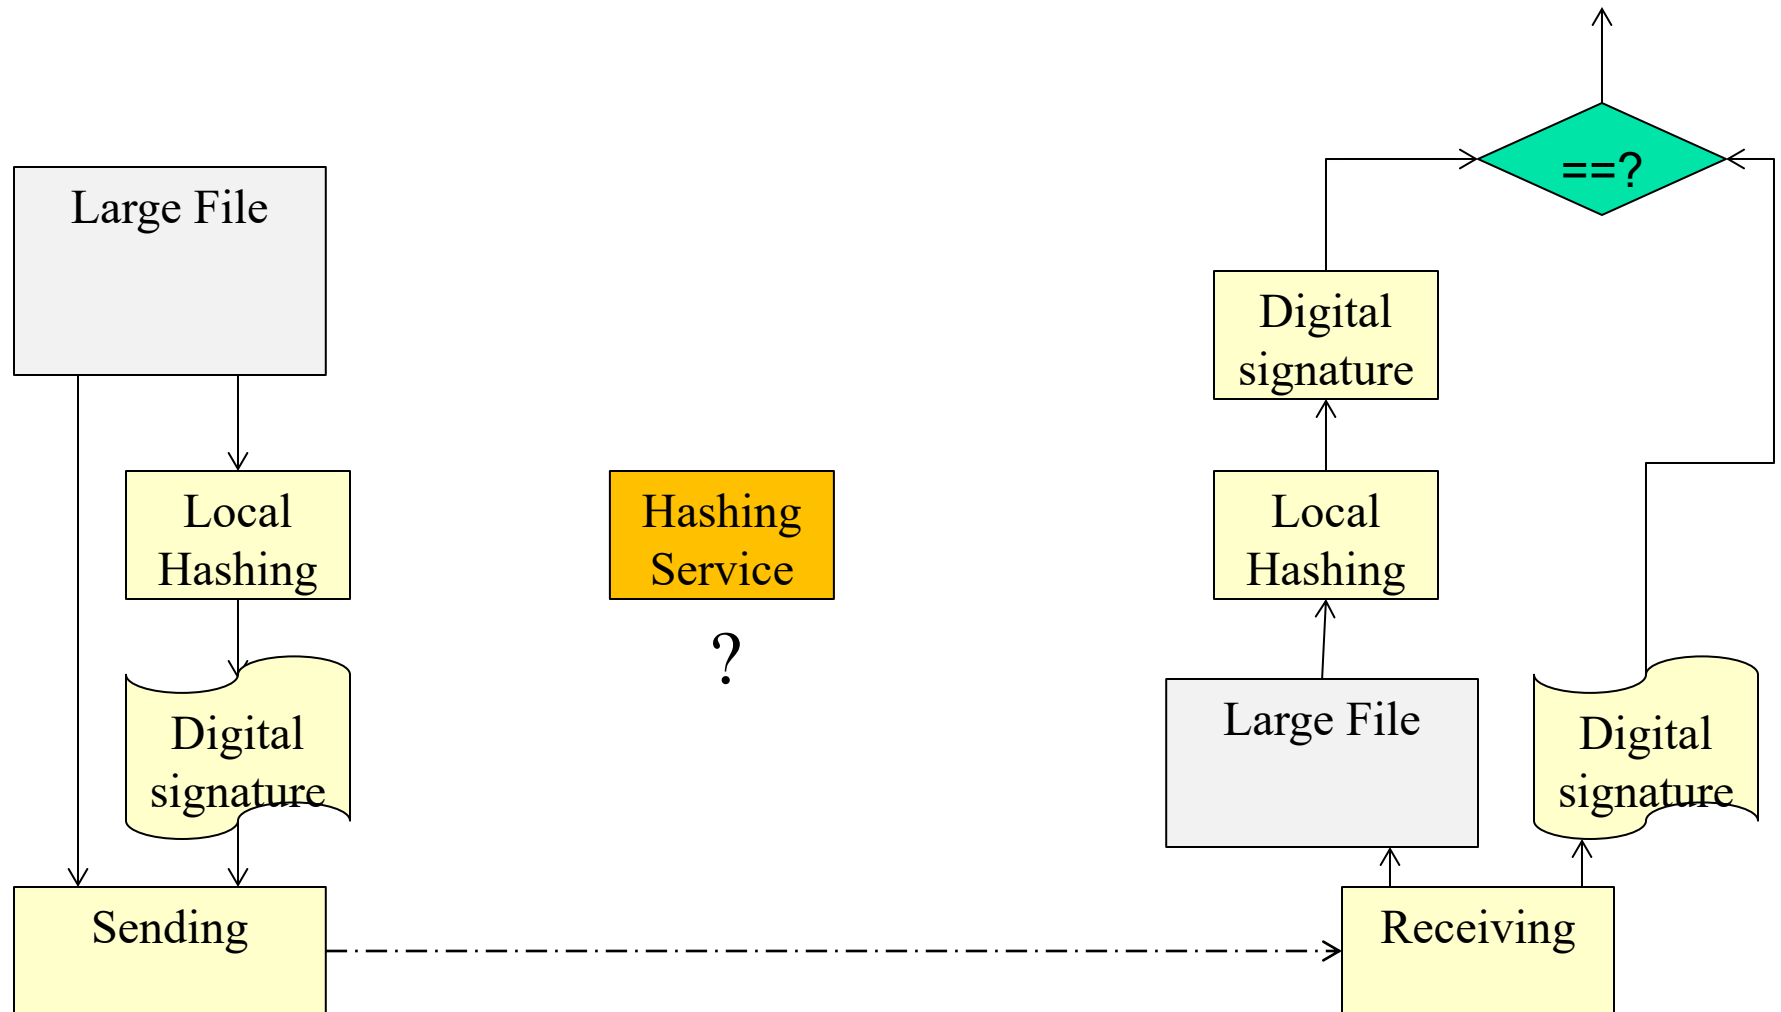 ==?
Large File
Digital
signature
Local
Hashing
Hashing
Service
?
Local
Hashing
Digital
signature
Large File
Digital
signature
Sending
Receiving